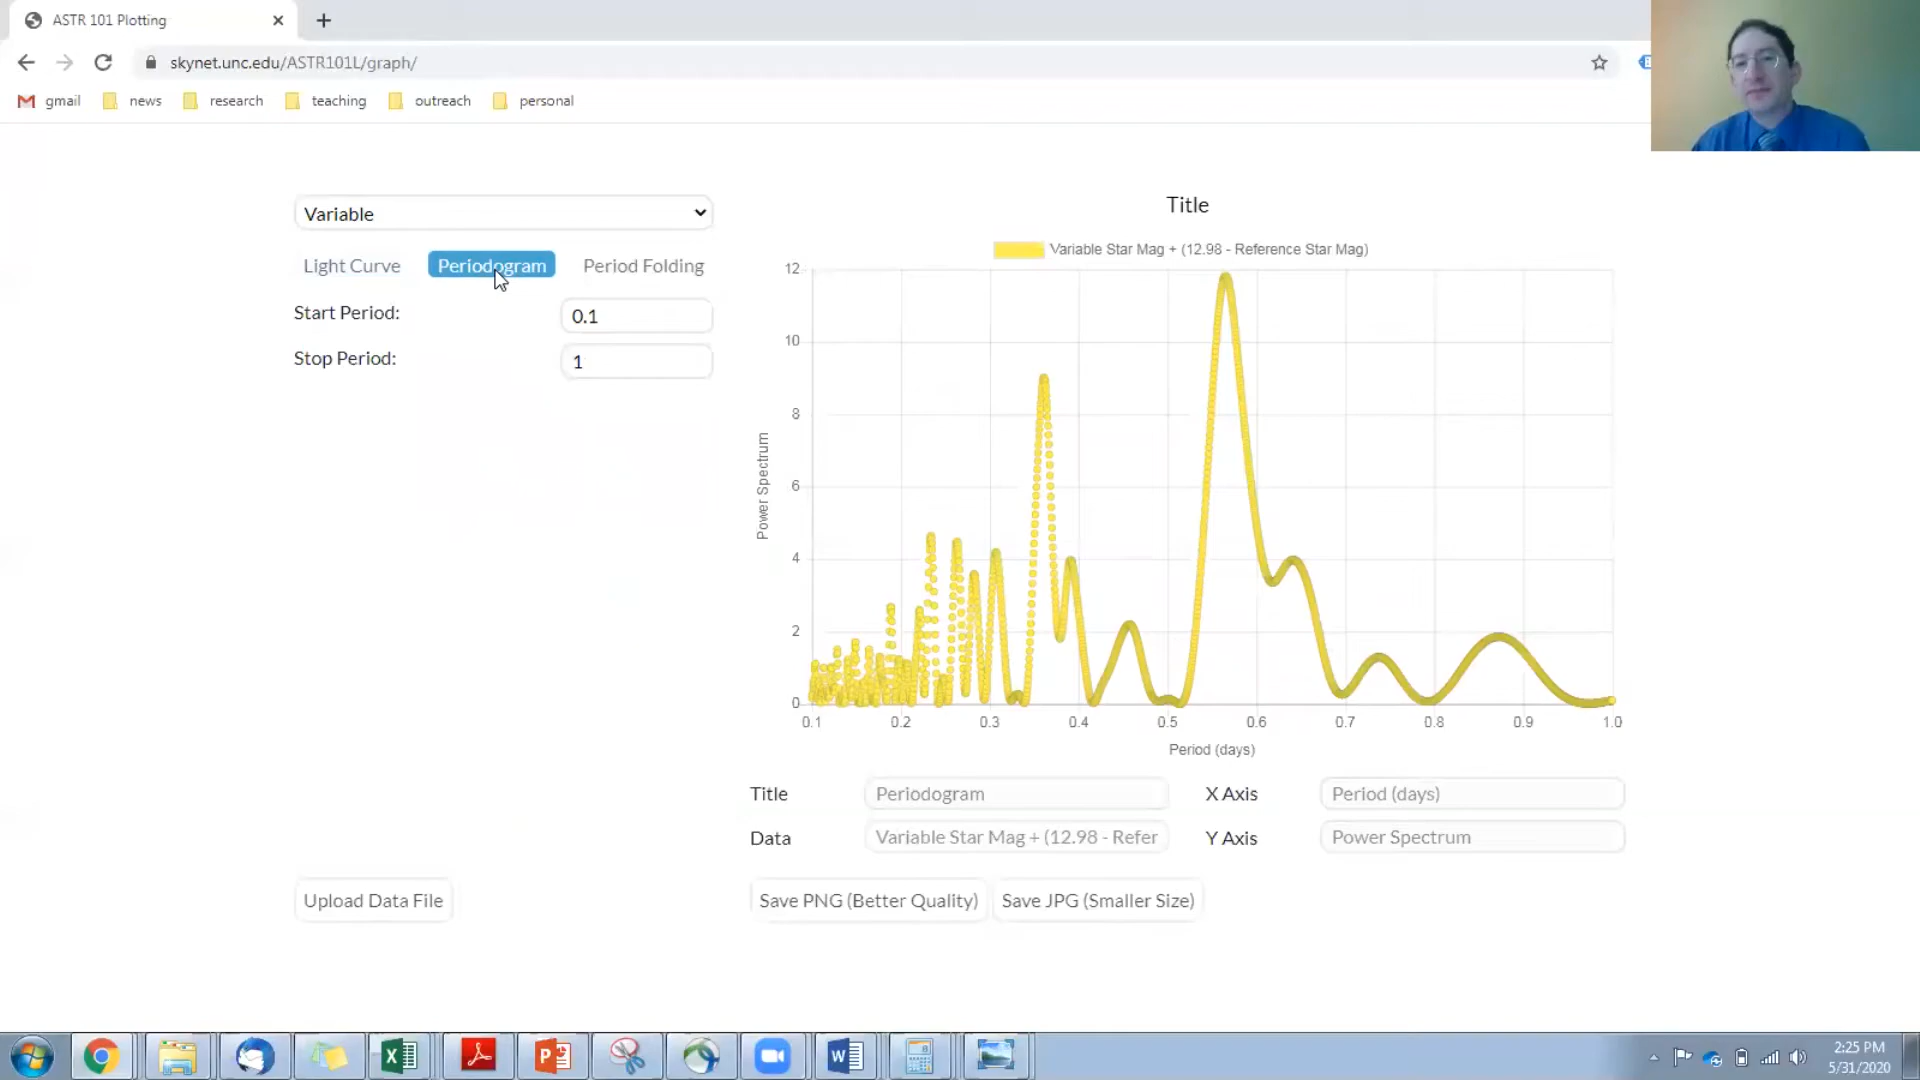 ASTR 101 Plotting
skynet.unc.edu/ASTR101L/graph/
gmail news research teaching outreach personal
Variable
Light Curve Periodogram Period Folding
Start Period: 0.1
Stop Period: 1
Upload Data File
Title
Variable Star Mag + (12.98 - Reference Star Mag)
12
10
8
6
4
2
0
Power Spectrum
0.1 0.2 0.3 0.4 0.5 0.6 0.7 0.8 0.9 1.0
Period (days)
Title Periodogram X Axis Period (days)
Data Variable Star Mag + (12.98 - Refer Y Axis Power Spectrum
Save PNG (Better Quality) Save JPG (Smaller Size)
2:25 PM
5/31/2020